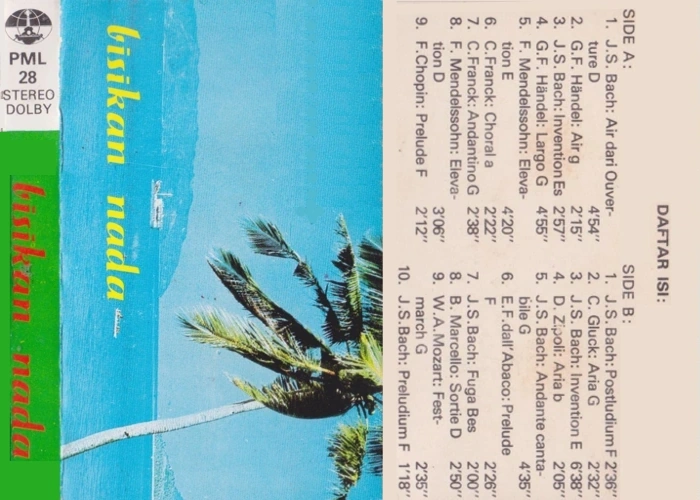 PML
28
STEREO
DOLBY
bisikan nada
bisikan nada
DAFTAR ISI:
SIDE A:
1. J.S. Bach: Air dari Ouver-
ture D 4'54"
2. G.F. Händel: Air g 2'15"
3. J.S. Bach: Invention Es 2'57"
4. G.F. Händel: Largo G 4'55"
5. F. Mendelssohn: Eleva-
tion E 4'20"
6. C.Franck: Choral a 2'22"
7. C.Franck: Andantino G 2'38"
8. F. Mendelssohn: Eleva-
tion D 3'06"
9. F.Chopin: Prelude F 2'12"
SIDE B:
1. J.S.Bach: Postludium F 2'36"
2. C. Gluck: Aria G 2'32"
3. J.S. Bach: Invention E 6'38"
4. D. Zipoli: Aria b 2'05"
5. J.S.Bach: Andante canta-
bile G 4'35"
6. E.F.dall'Abaco: Prelude
F 2'26"
7. J.S.Bach: Fuga Bes 2'00"
8. B. Marcello: Sortie D 2'50"
9. W.A.Mozart: Fest-
march G 2'35"
10. J.S.Bach: Preludium F 1'18"